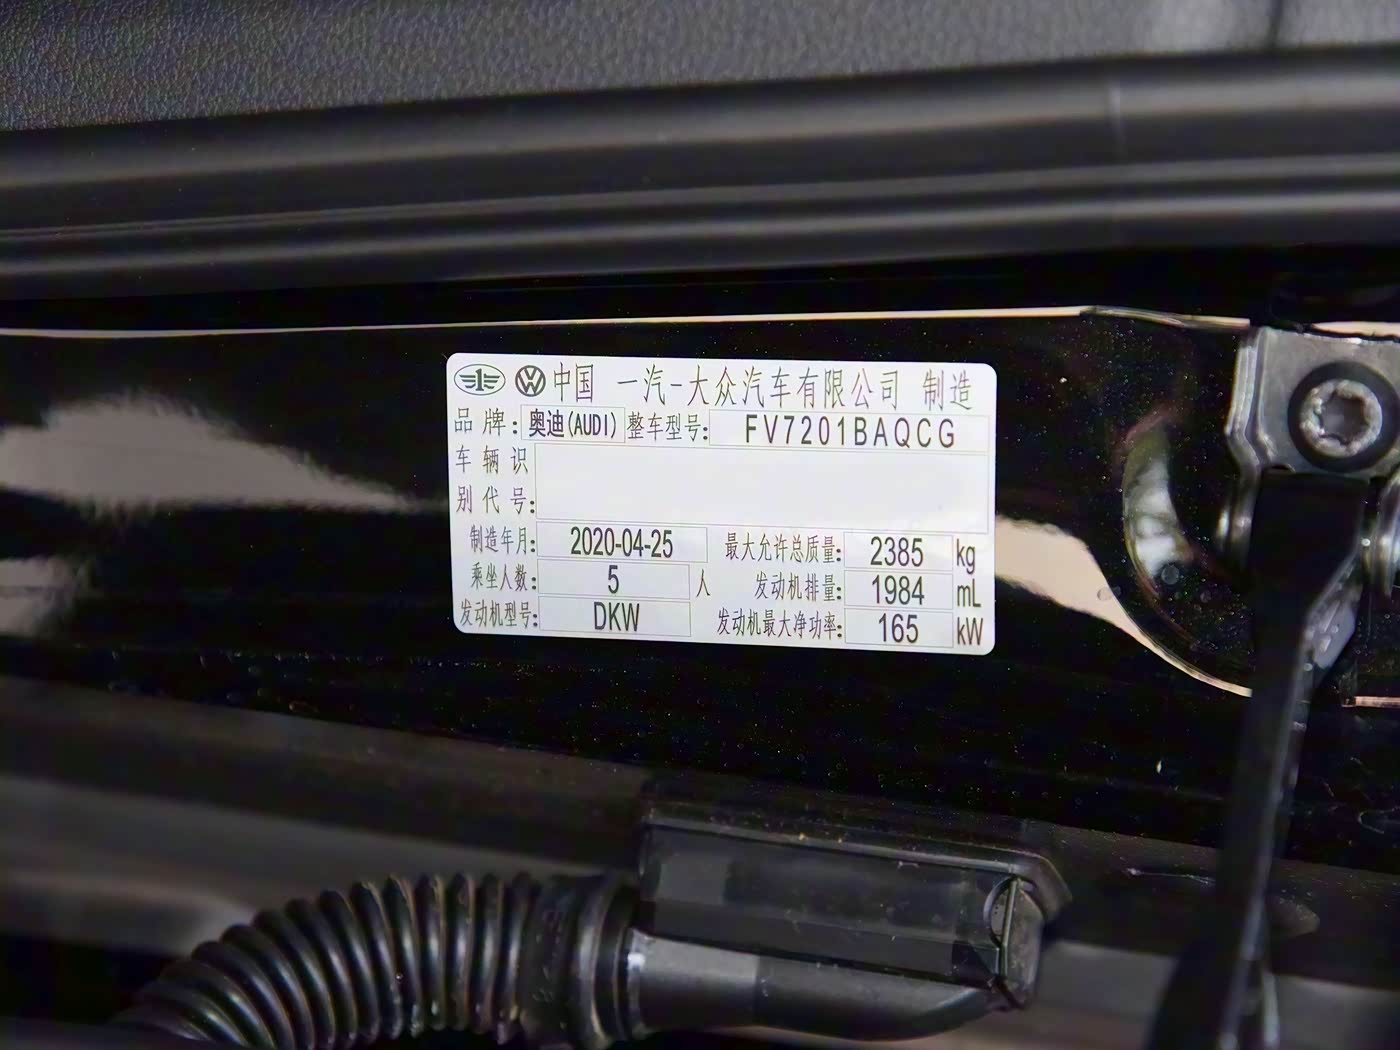 中国 一汽-大众汽车有限公司 制造
品牌: 奥迪(AUDI) 整车型号: FV7201BAQCG
车辆识
别代号:
制造年月: 2020-04-25 最大允许总质量: 2385 kg
乘坐人数: 5 人 发动机排量: 1984 mL
发动机型号: DKW 发动机最大净功率: 165 kW